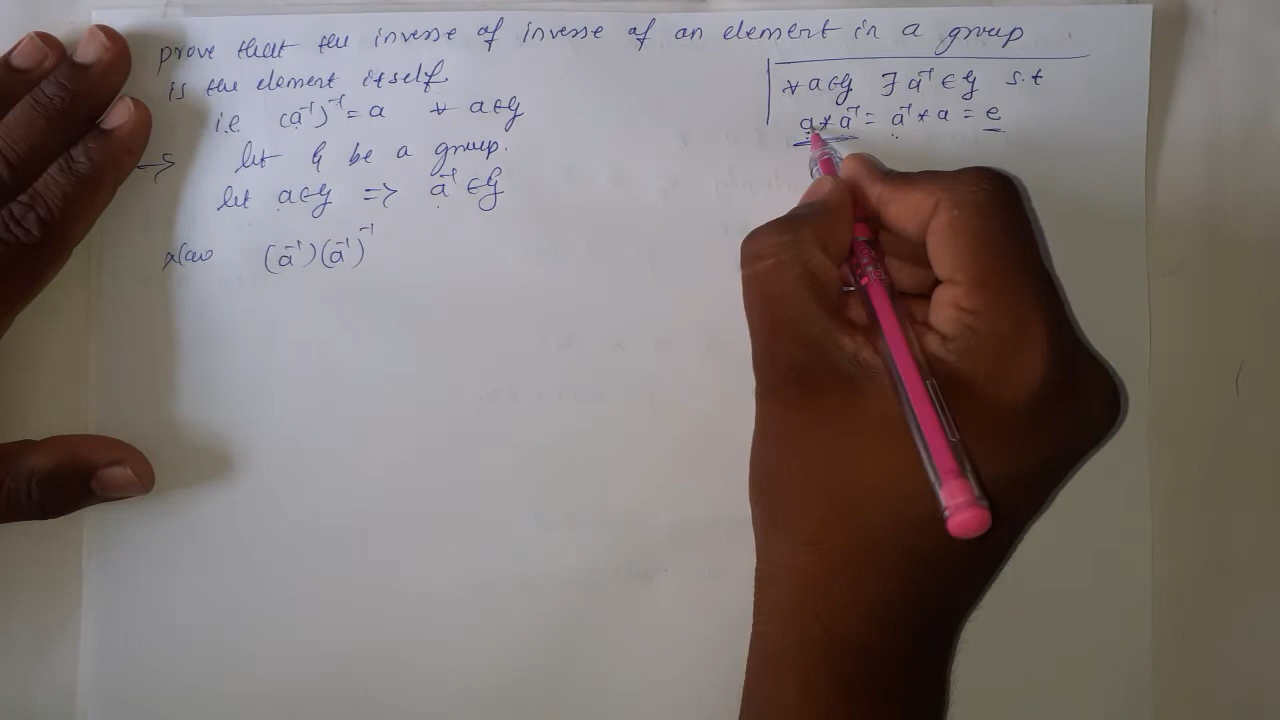 prove that the inverse of inverse of an element in a group
is the element itself.
i.e (a⁻¹)⁻¹ = a ∀ a∈G
let G be a group.
let a∈G => a⁻¹ ∈ G
Now (a⁻¹)(a⁻¹)⁻¹
∀ a∈G ∃ a⁻¹ ∈ G s.t
a * a⁻¹ = a⁻¹ * a = e